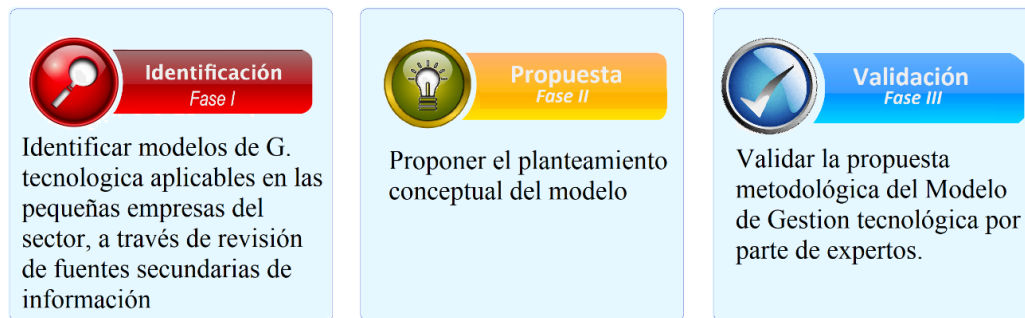 Identificación
Fase I
Identificar modelos de G.
tecnologica aplicables en las
pequeñas empresas del
sector, a través de revisión
de fuentes secundarias de
información
Propuesta
Fase II
Proponer el planteamiento
conceptual del modelo
Validación
Fase III
Validar la propuesta
metodológica del Modelo
de Gestion tecnológica por
parte de expertos.